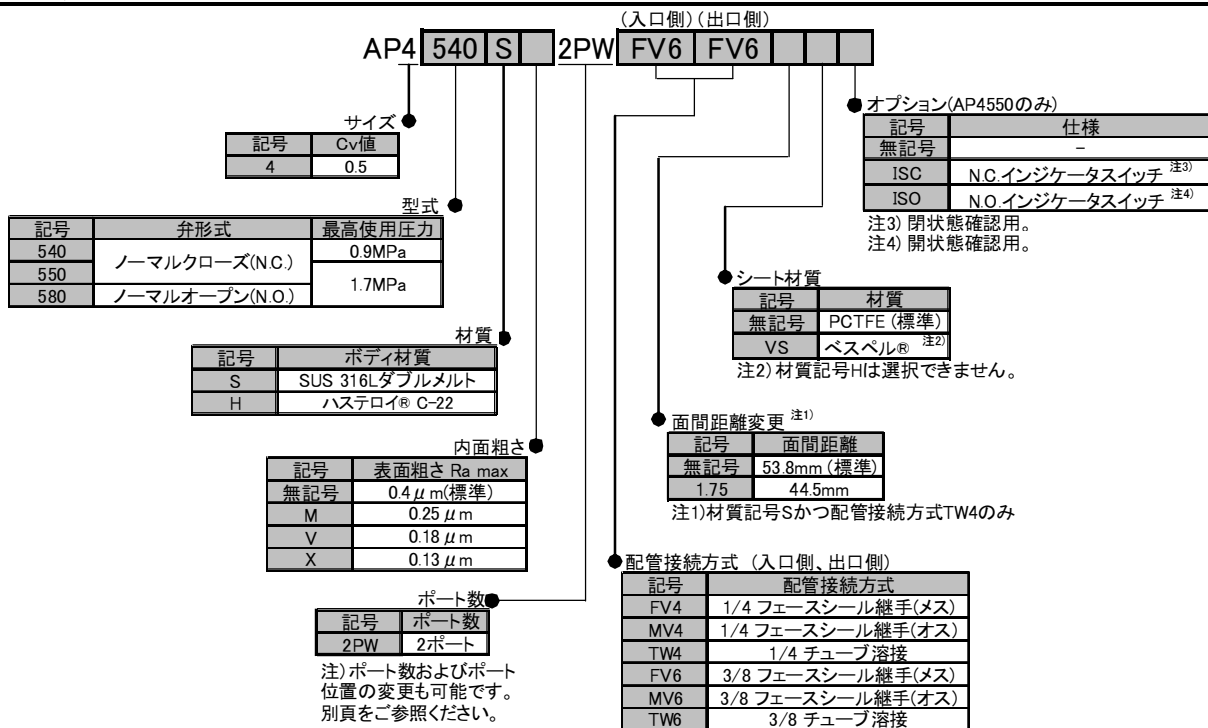 (入口側)(出口側)
AP4 540 S 2PW FV6 FV6
オプション(AP4550のみ)
記号 仕様
無記号 −
ISC N.C.インジケータスイッチ 注3)
ISO N.O.インジケータスイッチ 注4)
注3) 閉状態確認用。
注4) 開状態確認用。
サイズ
記号 Cv値
4 0.5
型式
記号 弁形式 最高使用圧力
540 ノーマルクローズ(N.C.) 0.9MPa
550 1.7MPa
580 ノーマルオープン(N.O.)
シート材質
記号 材質
無記号 PCTFE (標準)
VS ベスペル® 注2)
注2) 材質記号Hは選択できません。
材質
記号 ボディ材質
S SUS 316Lダブルメルト
H ハステロイ® C-22
面間距離変更 注1)
記号 面間距離
無記号 53.8mm (標準)
1.75 44.5mm
注1)材質記号Sかつ配管接続方式TW4のみ
内面粗さ
記号 表面粗さ Ra max
無記号 0.4μm(標準)
M 0.25μm
V 0.18μm
X 0.13μm
配管接続方式 (入口側、出口側)
記号 配管接続方式
FV4 1/4 フェースシール継手(メス)
MV4 1/4 フェースシール継手(オス)
TW4 1/4 チューブ溶接
FV6 3/8 フェースシール継手(メス)
MV6 3/8 フェースシール継手(オス)
TW6 3/8 チューブ溶接
ポート数
記号 ポート数
2PW 2ポート
注)ポート数およびポート
位置の変更も可能です。
別頁をご参照ください。